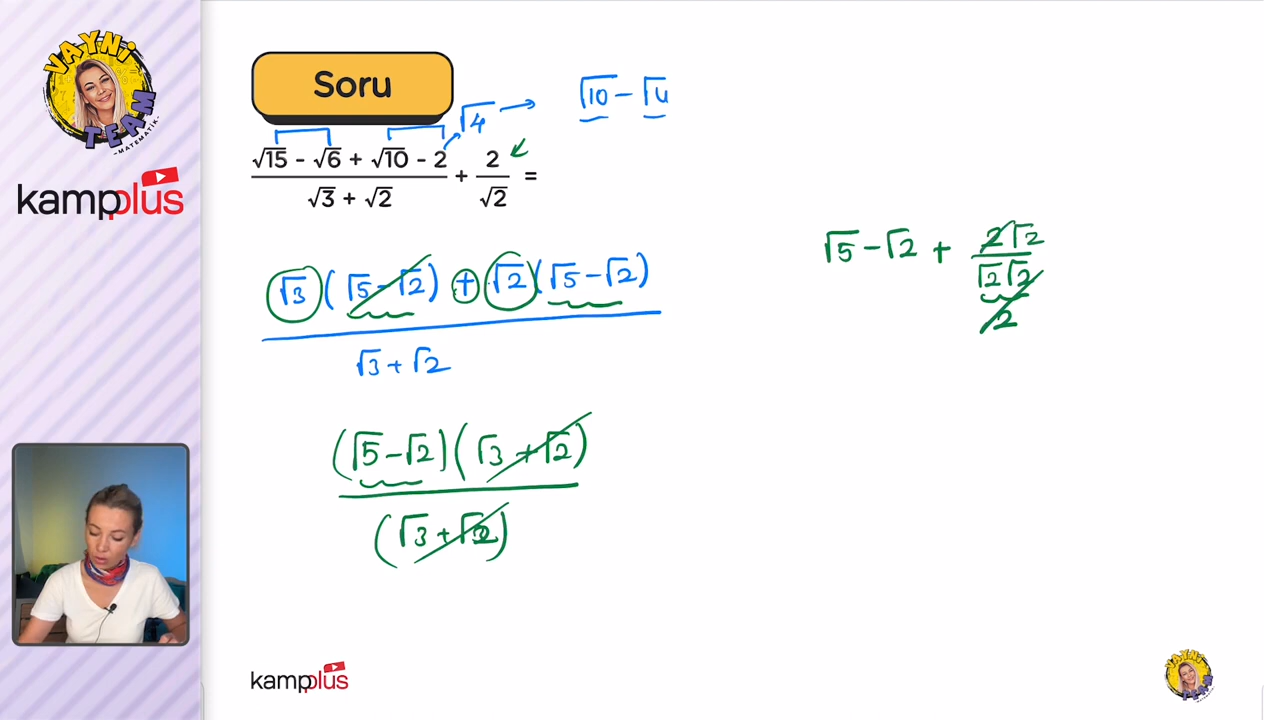 VAYNi
TEAM
MATEMATİK
kampplus
Soru
√4 → √10 - √4
√15 - √6 + √10 - 2
√3 + √2
+ 2
√2
=
√3 (√5 - √2) + √2 (√5 - √2)
√3 + √2
(√5 - √2) (√3 + √2)
(√3 + √2)
√5 - √2 + 2√2
√2 √2
2
kampplus
VAYNi
TEAM